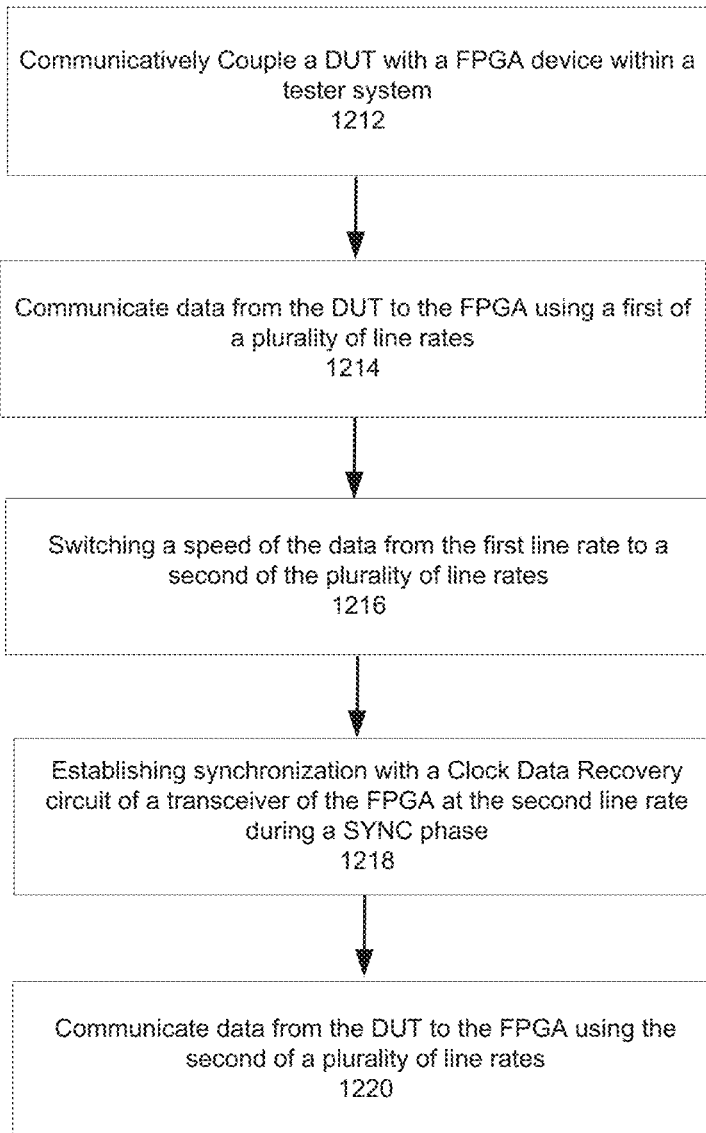 Communicatively Couple a DUT with a FPGA device within a
tester system
1212
Communicate data from the DUT to the FPGA using a first of
a plurality of line rates
1214
Switching a speed of the data from the first line rate to a
second of the plurality of line rates
1216
Establishing synchronization with a Clock Data Recovery
circuit of a transceiver of the FPGA at the second line rate
during a SYNC phase
1218
Communicate data from the DUT to the FPGA using the
second of a plurality of line rates
1220